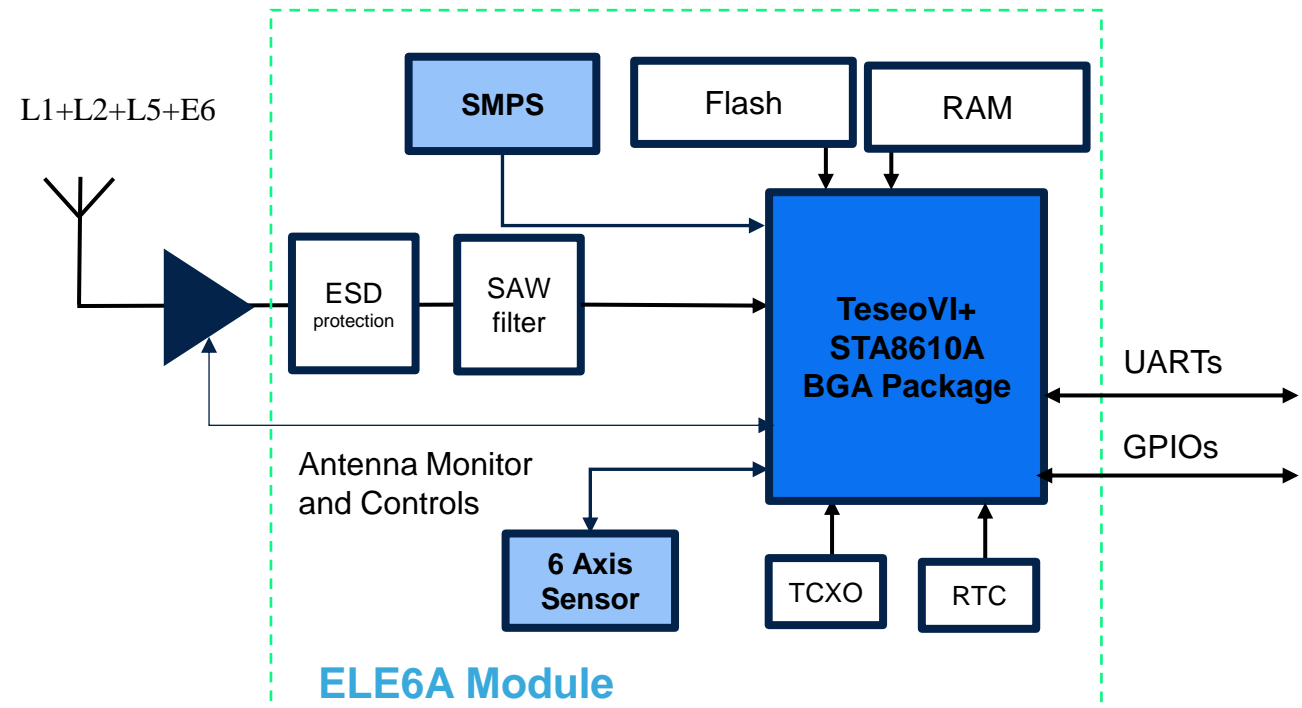 L1+L2+L5+E6
SMPS
Flash
RAM
ESD
protection
SAW
filter
TeseoVI+
STA8610A
BGA Package
UARTs
GPIOs
Antenna Monitor
and Controls
6 Axis
Sensor
TCXO
RTC
ELE6A Module